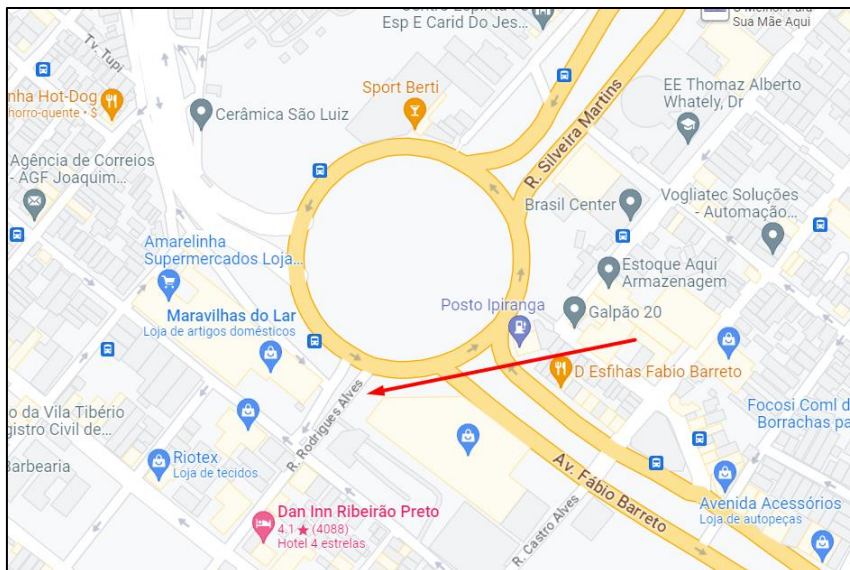 Esp E Carid Do Jes...
Sua Mãe Aqui
Tv. Tupi
Sport Berti
nha Hot-Dog
horro-quente • $
Cerâmica São Luiz
R. Silveira Martins
EE Thomaz Alberto
Whately, Dr
Agência de Correios
- AGF Joaquim...
Brasil Center
Vogliatec Soluções
- Automação...
Amarelinha
Supermercados Loja...
Estoque Aqui
Armazenagem
Maravilhas do Lar
Loja de artigos domésticos
Posto Ipiranga
Galpão 20
D Esfihas Fabio Barreto
R. Rodrigues Alves
o da Vila Tibério
gistro Civil de...
Focosi Coml d
Borrachas pa
Barbearia
Riotex
Loja de tecidos
Av. Fábio Barreto
Dan Inn Ribeirão Preto
4.1 ★ (4088)
Hotel 4 estrelas
R. Castro Alves
Avenida Acessórios
Loja de autopeças